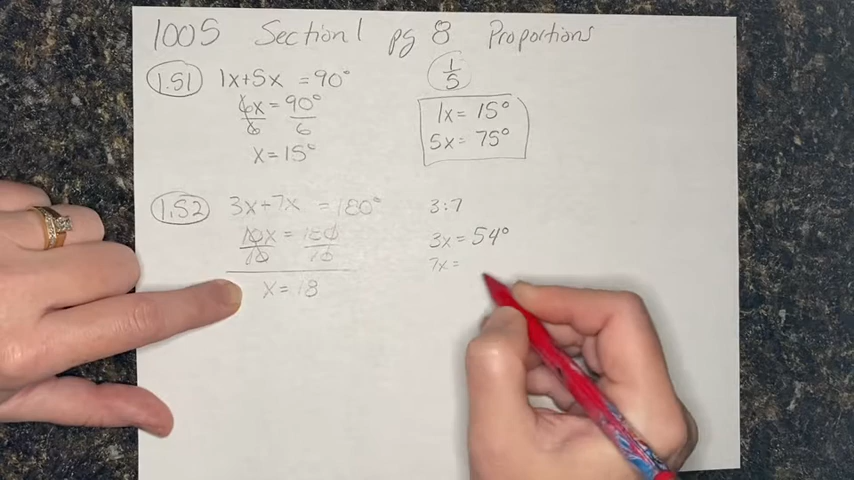 1005 Section 1 pg 8 Proportions
1.51 1x+5x = 90°
6x = 90°
6 6
x = 15°
1/5
1x = 15°
5x = 75°
1.52 3x+7x = 180°
10x = 180
10 10
x = 18
3:7
3x = 54°
7x =